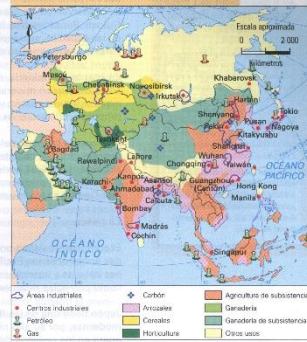 N
Escala aproximada
0 2 000
kilómetros
San Petersburgo
Moscú
Cheliabinsk
Novosibirsk
Irkutsk
Khabarovsk
Harbin
Shenyang
Pekín
Pusan
Tokio
Nagoya
Kitakyushu
Tashkent
Shanghai
Bagdad
Lahore
Rawalpindi
Wuhan
Chongqing
Taiwán
OCÉANO
PACÍFICO
Kanpur
Asansol
Guangzhou
(Cantón)
Karachi
Ahmadabad
Calcuta
Hong Kong
Bombay
Manila
Madrás
Cochin
OCÉANO
ÍNDICO
Singapur
Áreas industriales
Carbón
Agricultura de subsistencia
Centros industriales
Arrozales
Ganadería
Petróleo
Cereales
Ganadería de subsistencia
Gas
Horticultura
Otros usos